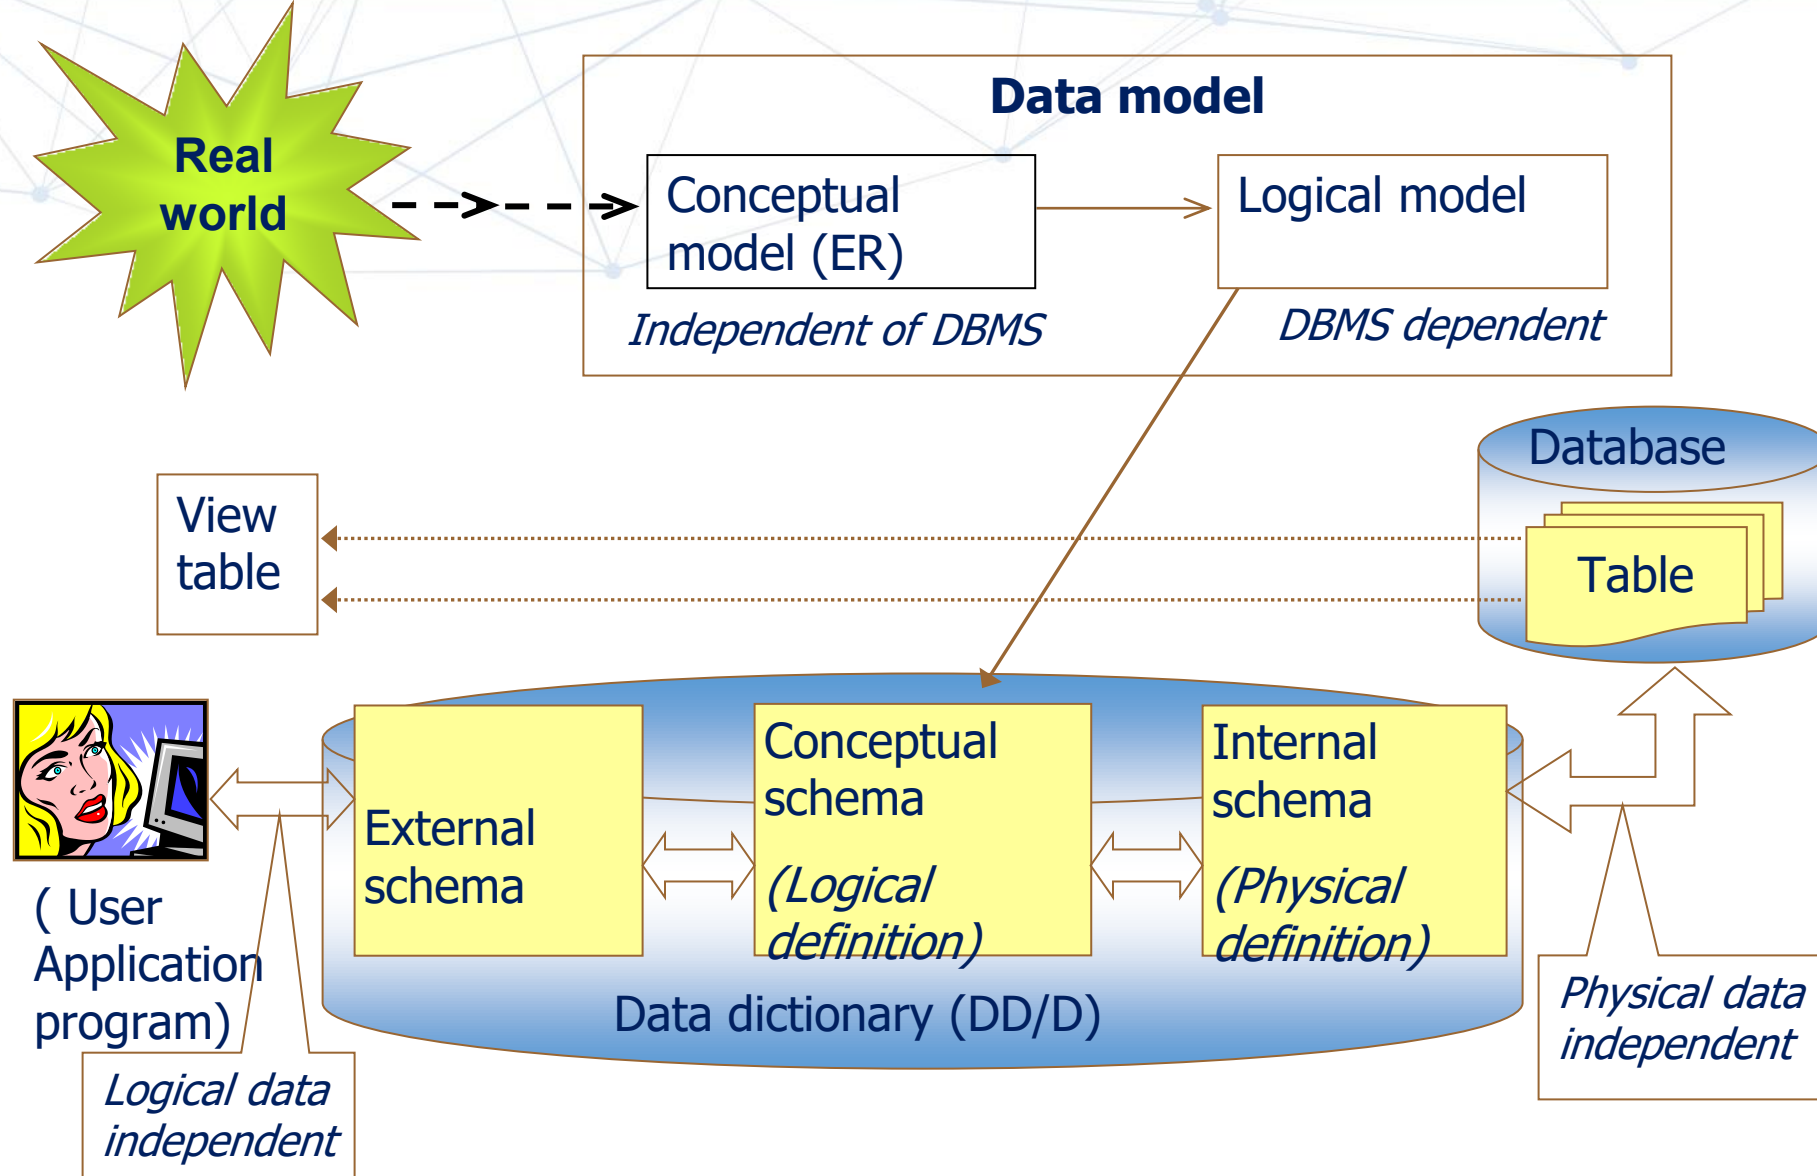 Real
world
Data model
Conceptual
model (ER)
Logical model
Independent of DBMS
DBMS dependent
Database
View
table
Table
External
schema
Conceptual
schema
(Logical
definition)
Internal
schema
(Physical
definition)
( User
Application
program)
Data dictionary (DD/D)
Physical data
independent
Logical data
independent